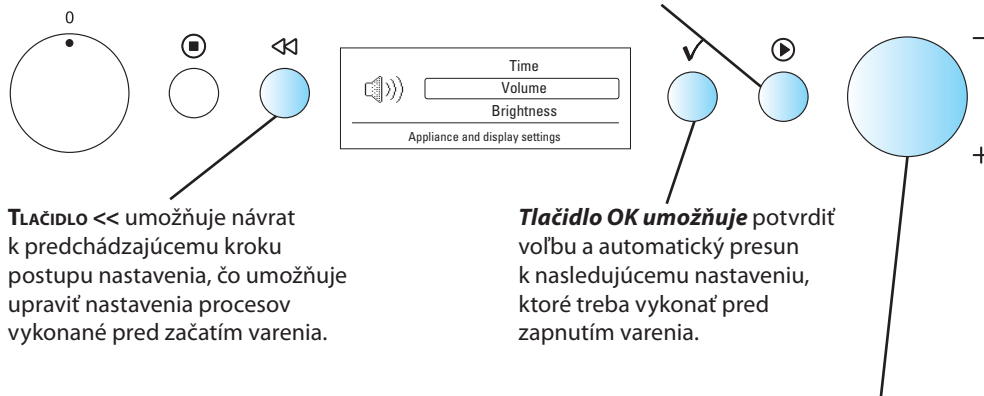 0
Time
Volume
Brightness
Appliance and display settings
−
+
TLAČIDLO << umožňuje návrat
k predchádzajúcemu kroku
postupu nastavenia, čo umožňuje
upraviť nastavenia procesov
vykonané pred začatím varenia.
Tlačidlo OK umožňuje potvrdiť
voľbu a automatický presun
k nasledujúcemu nastaveniu,
ktoré treba vykonať pred
zapnutím varenia.